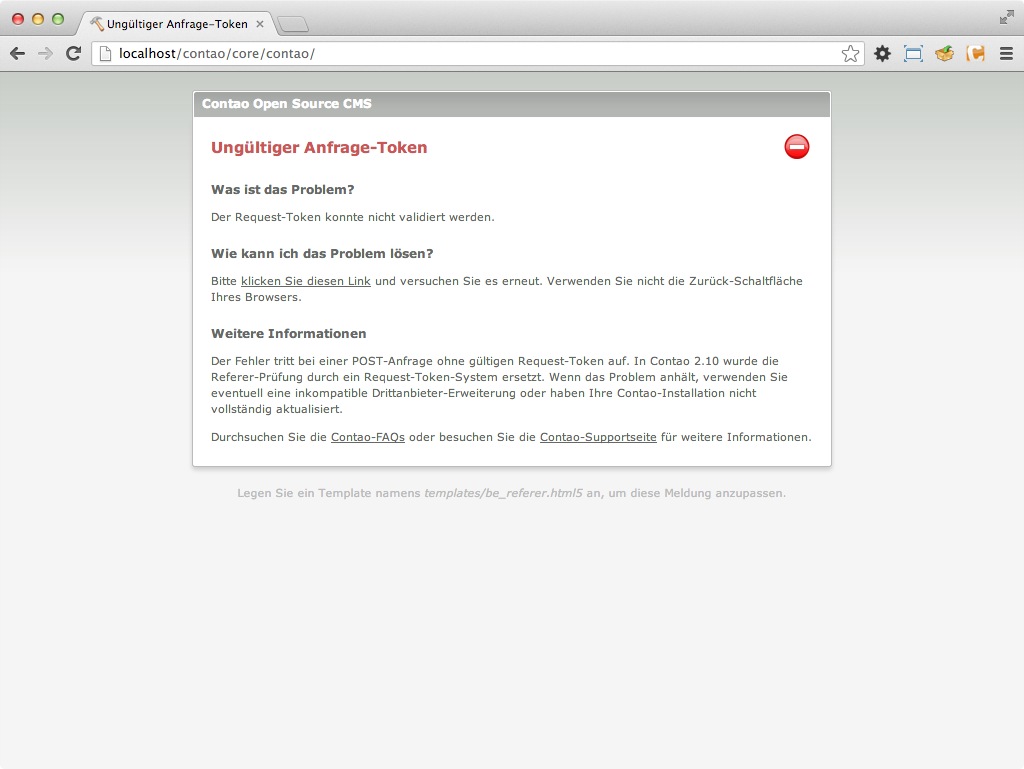 Ungültiger Anfrage-Token
localhost/contao/core/contao/
Contao Open Source CMS
Ungültiger Anfrage-Token
Was ist das Problem?
Der Request-Token konnte nicht validiert werden.
Wie kann ich das Problem lösen?
Bitte klicken Sie diesen Link und versuchen Sie es erneut. Verwenden Sie nicht die Zurück-Schaltfläche
Ihres Browsers.
Weitere Informationen
Der Fehler tritt bei einer POST-Anfrage ohne gültigen Request-Token auf. In Contao 2.10 wurde die
Referer-Prüfung durch ein Request-Token-System ersetzt. Wenn das Problem anhält, verwenden Sie
eventuell eine inkompatible Drittanbieter-Erweiterung oder haben Ihre Contao-Installation nicht
vollständig aktualisiert.
Durchsuchen Sie die Contao-FAQs oder besuchen Sie die Contao-Supportseite für weitere Informationen.
Legen Sie ein Template namens templates/be_referer.html5 an, um diese Meldung anzupassen.